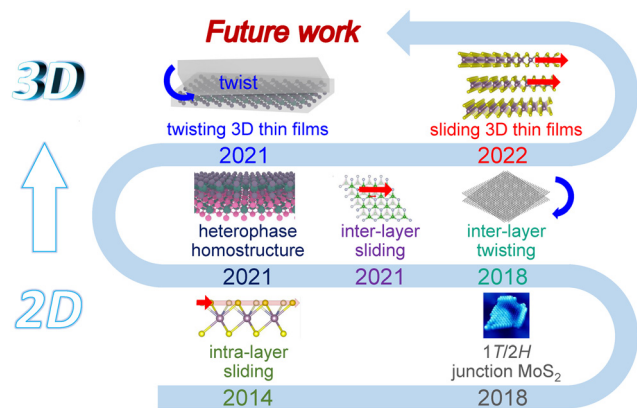 Future work
3D
twist
twisting 3D thin films
2021
sliding 3D thin films
2022
heterophase
homostructure
2021
inter-layer
sliding
2021
inter-layer
twisting
2018
2D
intra-layer
sliding
2014
1T/2H
junction MoS₂
2018